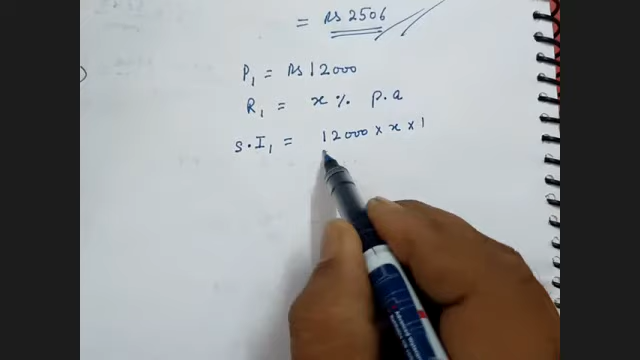 = Rs 2506
P₁ = Rs 12000
R₁ = x % p.a
S.I₁ = 12000 × x × 1